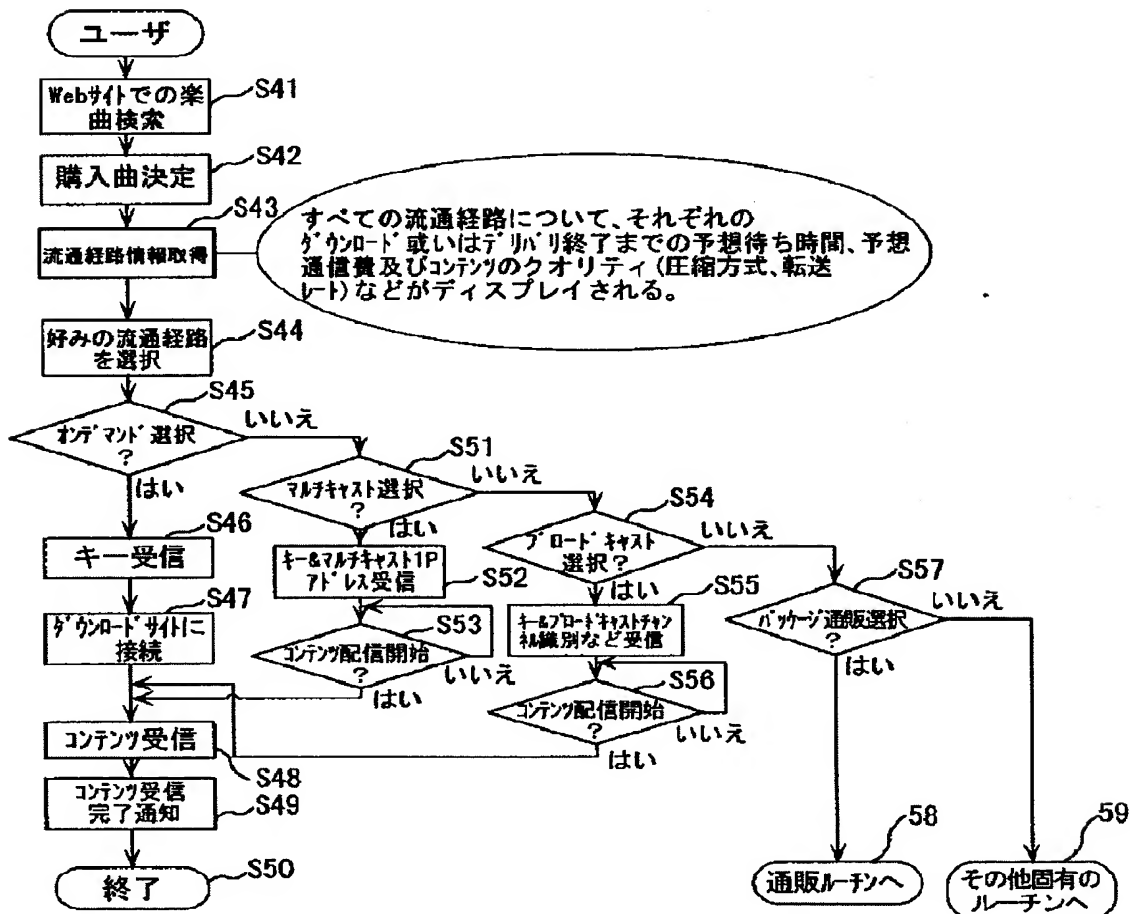 ユーザ
Webサイトでの楽
曲検索
S41
購入曲決定
S42
流通経路情報取得
S43
すべての流通経路について、それぞれの
ダウンロード或いはデリバリ終了までの予想待ち時間、予想
通信費及びコンテンツのクオリティ(圧縮方式、転送
レート)などがディスプレイされる。
好みの流通経路
を選択
S44
オンデマンド選択
?
S45
いいえ
はい
キー受信
S46
ダウンロードサイトに
接続
S47
マルチキャスト選択
?
S51
いいえ
はい
キー&マルチキャスト1P
アドレス受信
S52
コンテンツ配信開始
?
S53
いいえ
はい
ブロードキャスト
選択?
S54
いいえ
はい
キー&ブロードキャストチャン
ネル識別など受信
S55
コンテンツ配信開始
?
S56
いいえ
はい
パッケージ通販選択
?
S57
いいえ
はい
コンテンツ受信
S48
コンテンツ受信
完了通知
S49
終了
S50
通販ルーチンへ
58
その他固有の
ルーチンへ
59